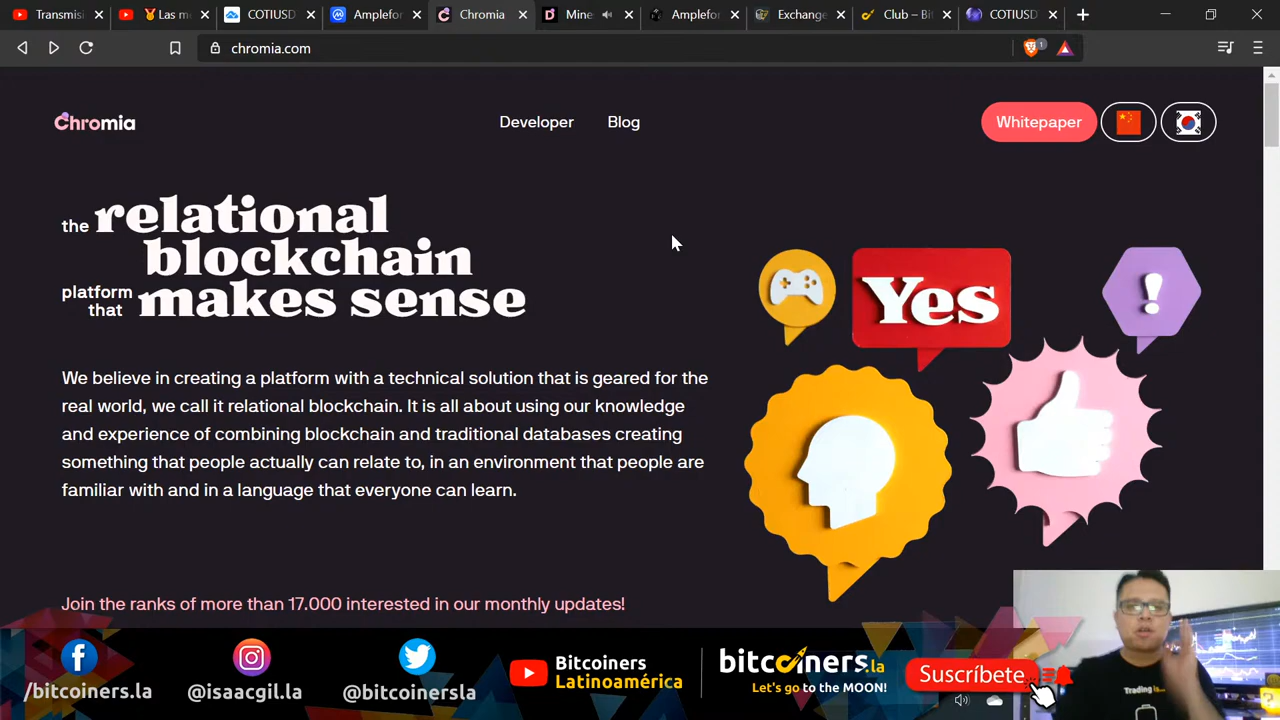 Transmisi
Las m
COTIUSD
Amplefo
Chromia
Mine
Amplefo
Exchange
Club – Bi
COTIUSD
chromia.com
1
Chromia
Developer
Blog
Whitepaper
the relational
blockchain
platform
that
makes sense
Yes
!
We believe in creating a platform with a technical solution that is geared for the
real world, we call it relational blockchain. It is all about using our knowledge
and experience of combining blockchain and traditional databases creating
something that people actually can relate to, in an environment that people are
familiar with and in a language that everyone can learn.
Join the ranks of more than 17.000 interested in our monthly updates!
/bitcoiners.la
@isaacgil.la
@bitcoinersla
Bitcoiners
Latinoamérica
bitcoiners.la
Let's go to the MOON!
Suscríbete
Trading is...